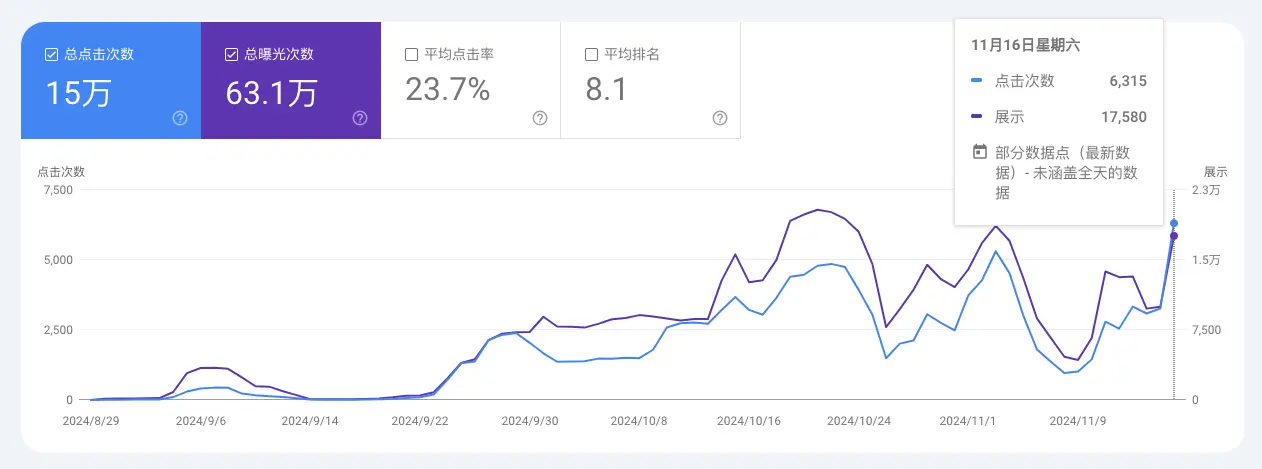 总点击次数
15万
总曝光次数
63.1万
平均点击率
23.7%
平均排名
8.1
11月16日星期六
点击次数 6,315
展示 17,580
部分数据点（最新数
据）- 未涵盖全天的数
据
点击次数
展示
7,500
5,000
2,500
0
2.3万
1.5万
7,500
0
2024/8/29 2024/9/6 2024/9/14 2024/9/22 2024/9/30 2024/10/8 2024/10/16 2024/10/24 2024/11/1 2024/11/9